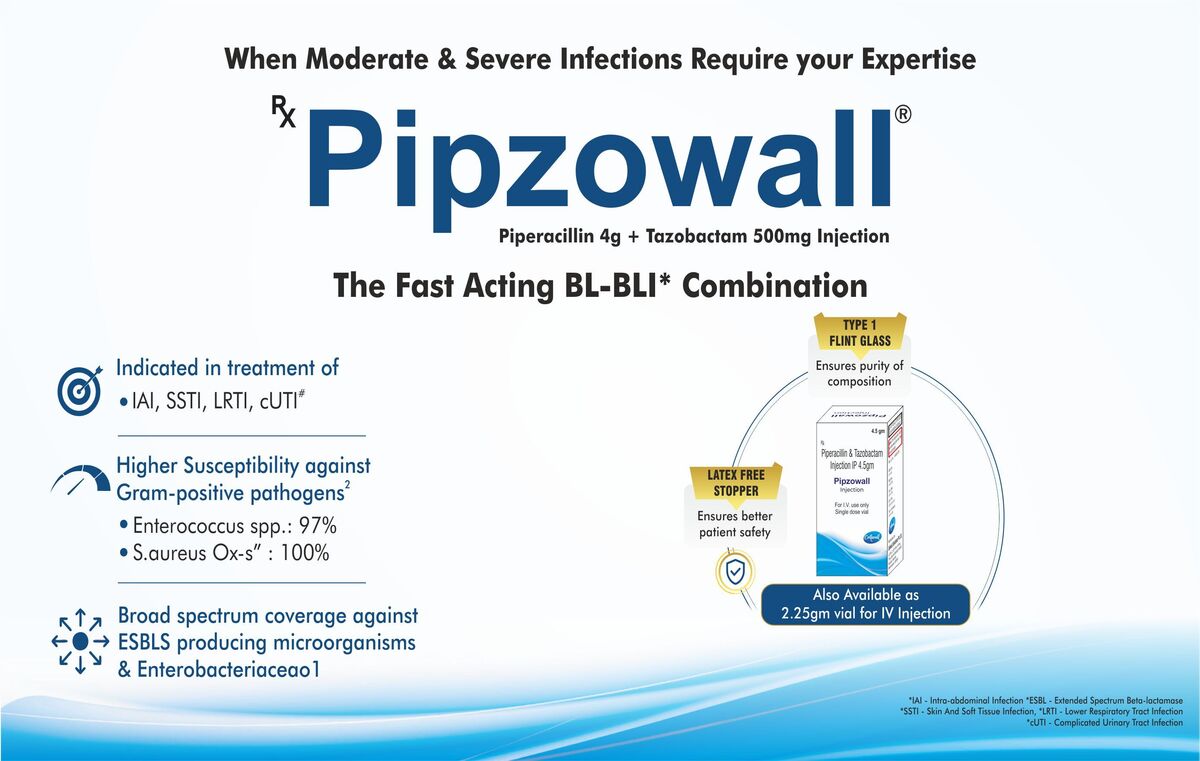 When Moderate & Severe Infections Require your Expertise
Rx Pipzowall®
Piperacillin 4g + Tazobactam 500mg Injection
The Fast Acting BL-BLI* Combination
Indicated in treatment of
• IAI, SSTI, LRTI, cUTI#
Higher Susceptibility against
Gram-positive pathogens2
• Enterococcus spp.: 97%
• S.aureus Ox-s” : 100%
Broad spectrum coverage against
ESBLS producing microorganisms
& Enterobacteriaceao1
TYPE 1
FLINT GLASS
Ensures purity of
composition
LATEX FREE
STOPPER
Ensures better
patient safety
Pipzowall
Injection
4.5 gm
Rx
Piperacillin & Tazobactam
Injection IP 4.5gm
Pipzowall
Injection
For I.V. use only
Single dose vial
Also Available as
2.25gm vial for IV Injection
*IAI - Intra-abdominal Infection *ESBL - Extended Spectrum Beta-lactamase
*SSTI - Skin And Soft Tissue Infection, *LRTI - Lower Respiratory Tract Infection
*cUTI - Complicated Urinary Tract Infection